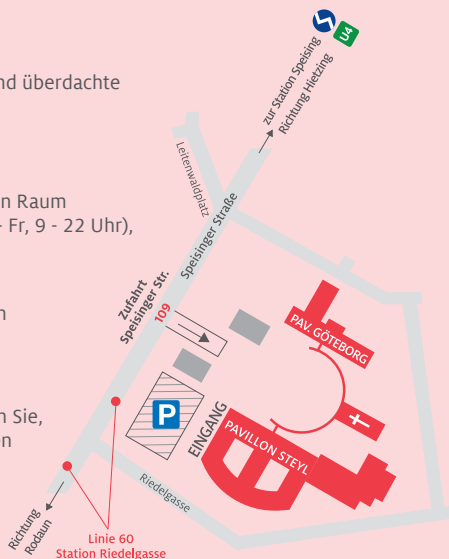 nd überdachte
n Raum
- Fr, 9 - 22 Uhr),
n
n Sie,
en
zur Station Speising
Richtung Hietzing
U4
Leitenwaldplatz
Speisinger Straße
Zufahrt
Speisinger Str.
109
PAV. GÖTEBORG
P
EINGANG
PAVILLON STEYL
Riedelgasse
Richtung
Rodaun
Linie 60
Station Riedelgasse